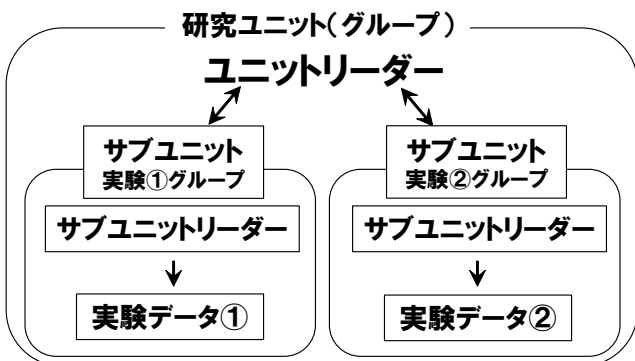 研究ユニット(グループ)
ユニットリーダー
サブユニット
実験①グループ
サブユニットリーダー
実験データ①
サブユニット
実験②グループ
サブユニットリーダー
実験データ②